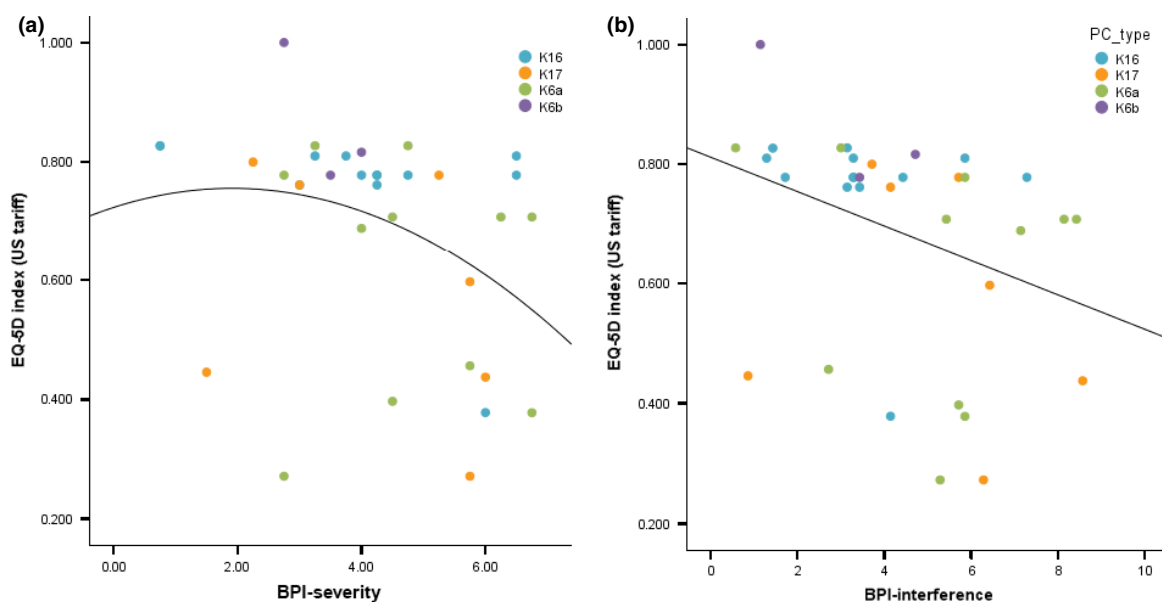 (a)
EQ-5D index (US tariff)
1.000
0.800
0.600
0.400
0.200
0.00
2.00
4.00
6.00
BPI-severity
K16
K17
K6a
K6b
(b)
EQ-5D index (US tariff)
1.000
0.800
0.600
0.400
0.200
0
2
4
6
8
10
BPI-interference
PC_type
K16
K17
K6a
K6b